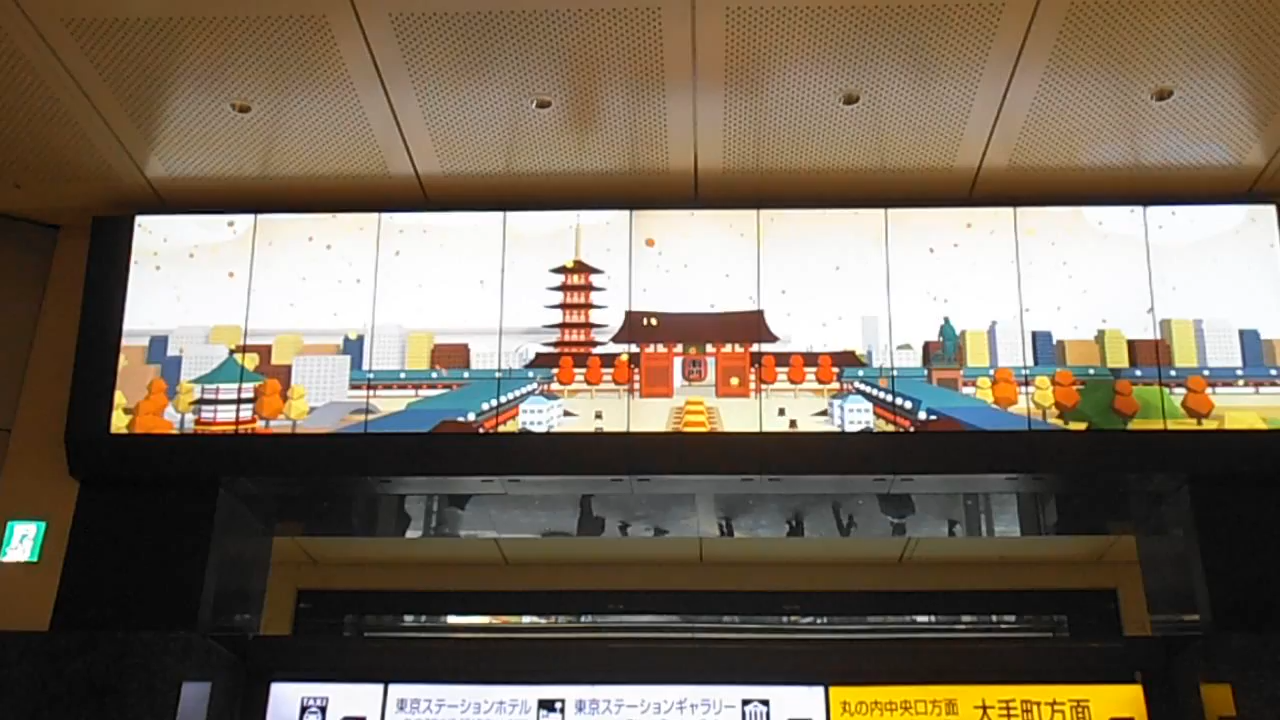 TAXI
東京ステーションホテル
東京ステーションギャラリー
丸の内中央口方面
大手町方面